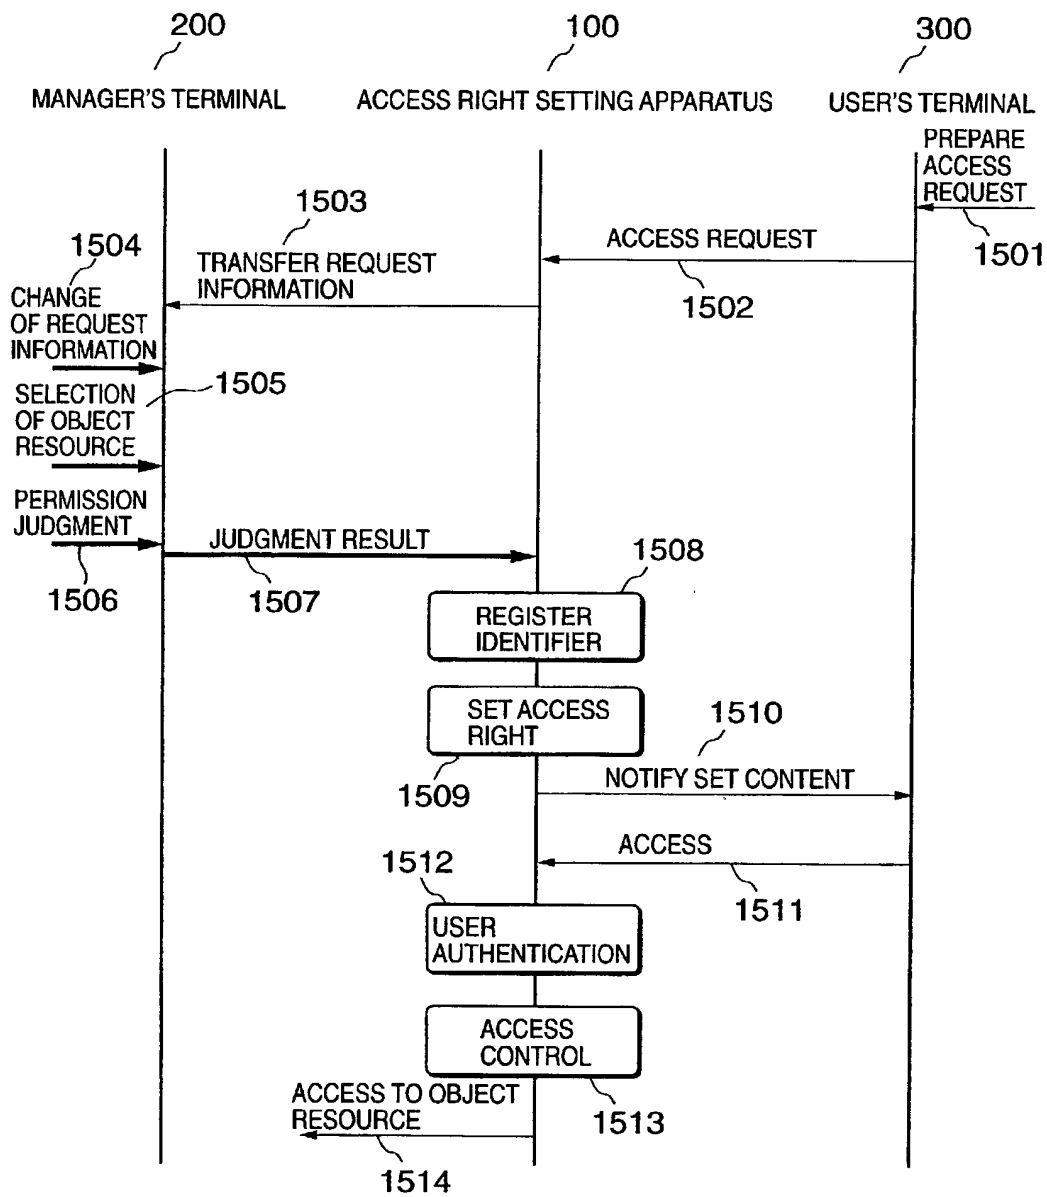 200
100
300
MANAGER'S TERMINAL
ACCESS RIGHT SETTING APPARATUS
USER'S TERMINAL
PREPARE
ACCESS
REQUEST
1501
ACCESS REQUEST
1502
1503
TRANSFER REQUEST
INFORMATION
1504
CHANGE
OF REQUEST
INFORMATION
1505
SELECTION
OF OBJECT
RESOURCE
PERMISSION
JUDGMENT
1506
JUDGMENT RESULT
1507
1508
REGISTER
IDENTIFIER
SET ACCESS
RIGHT
1509
1510
NOTIFY SET CONTENT
ACCESS
1511
1512
USER
AUTHENTICATION
ACCESS
CONTROL
1513
ACCESS TO OBJECT
RESOURCE
1514